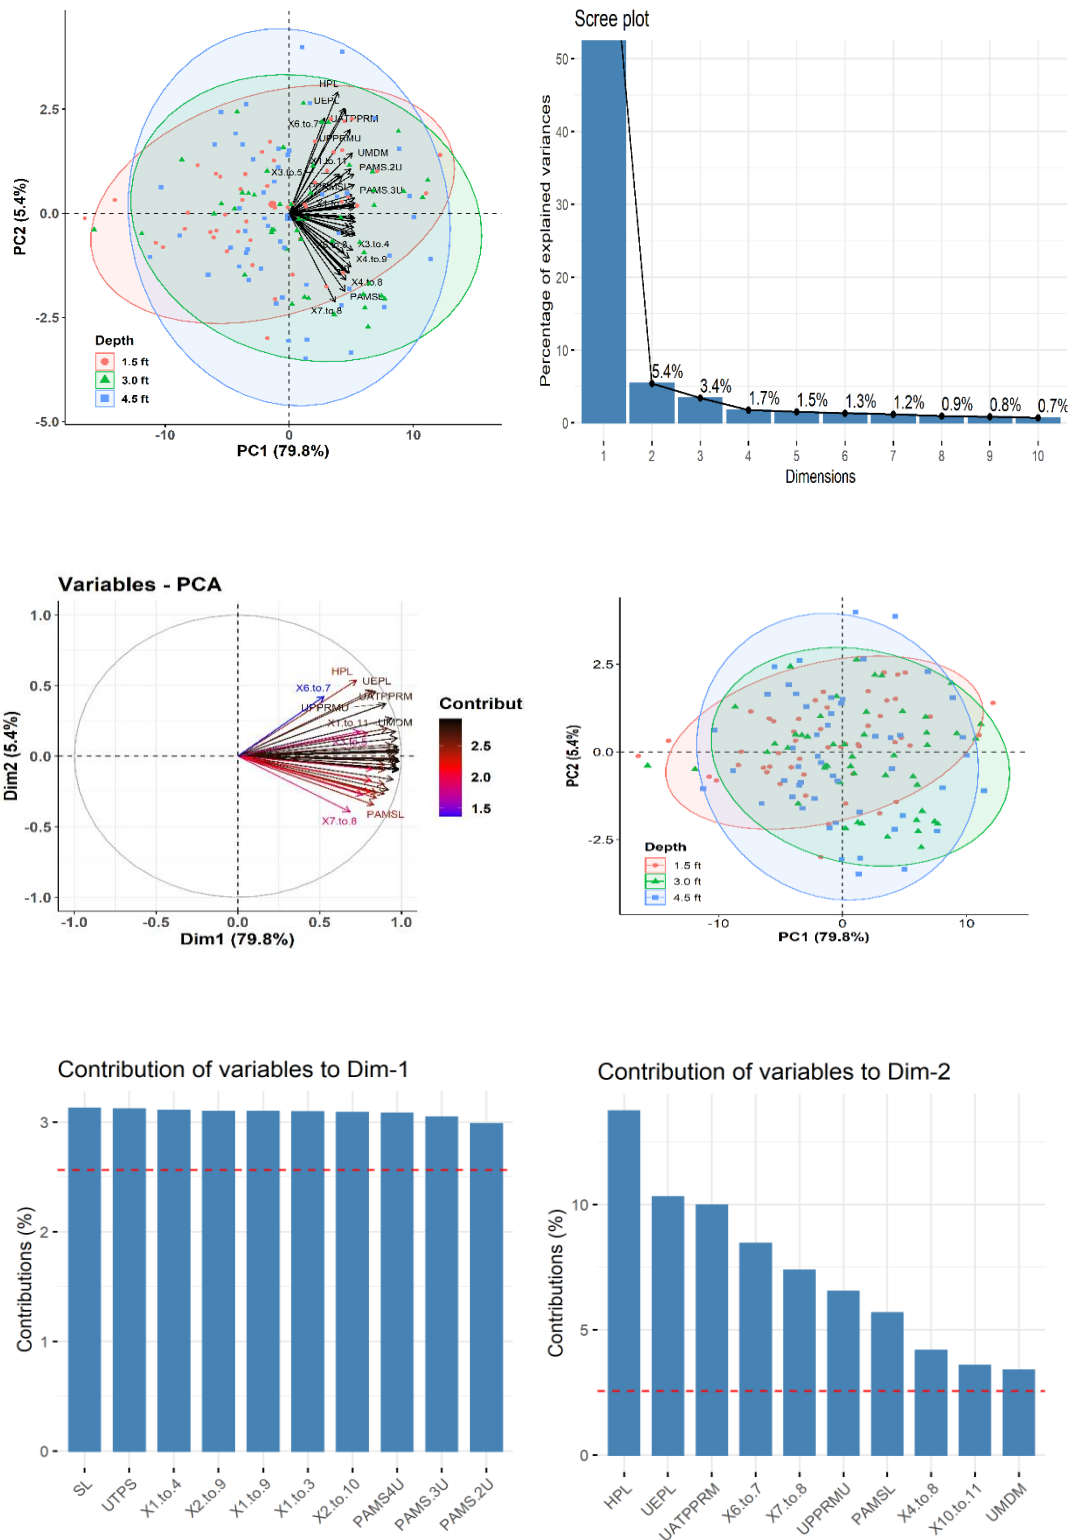 Scree plot
HPL
UEPL
UATPPRM
X6.to.7
UPPRMU
UMDM
X1.to.11
PAMS.2U
X3.to.5
PAMS.3U
X3.to.4
X4.to.9
X4.to.8
PAMSL
X7.to.8
2.5
0.0
-2.5
-5.0
PC2 (5.4%)
Depth
1.5 ft
3.0 ft
4.5 ft
-10
0
10
PC1 (79.8%)
Percentage of explained variances
50
40
30
20
10
0
5.4%
3.4%
1.7%
1.5%
1.3%
1.2%
0.9%
0.8%
0.7%
1 2 3 4 5 6 7 8 9 10
Dimensions
Variables - PCA
1.0
0.5
0.0
-0.5
-1.0
Dim2 (5.4%)
HPL
UEPL
X6.to.7
UATPPRM
UPPRMU
X1.to.11
UMDM
PAMSL
X7.to.8
-1.0 -0.5 0.0 0.5 1.0
Dim1 (79.8%)
Contributi
2.5
2.0
1.5
2.5
0.0
-2.5
PC2 (5.4%)
Depth
1.5 ft
3.0 ft
4.5 ft
-10
0
10
PC1 (79.8%)
Contribution of variables to Dim-1
Contributions (%)
3
2
1
0
SL
UTPS
X1.to.4
X2.to.9
X1.to.9
X1.to.3
X2.to.10
PAMS4U
PAMS.3U
PAMS.2U
Contribution of variables to Dim-2
Contributions (%)
10
5
0
HPL
UEPL
UATPPRM
X6.to.7
X7.to.8
UPPRMU
PAMSL
X4.to.8
X10.to.11
UMDM